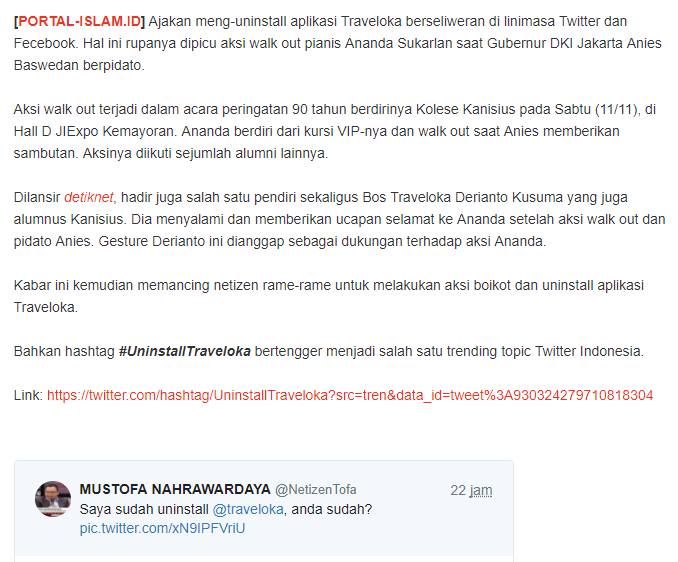 [PORTAL-ISLAM.ID] Ajakan meng-uninstall aplikasi Traveloka berseliweran di linimasa Twitter dan
Fecebook. Hal ini rupanya dipicu aksi walk out pianis Ananda Sukarlan saat Gubernur DKI Jakarta Anies
Baswedan berpidato.
Aksi walk out terjadi dalam acara peringatan 90 tahun berdirinya Kolese Kanisius pada Sabtu (11/11), di
Hall D JIExpo Kemayoran. Ananda berdiri dari kursi VIP-nya dan walk out saat Anies memberikan
sambutan. Aksinya diikuti sejumlah alumni lainnya.
Dilansir detiknet, hadir juga salah satu pendiri sekaligus Bos Traveloka Derianto Kusuma yang juga
alumnus Kanisius. Dia menyalami dan memberikan ucapan selamat ke Ananda setelah aksi walk out dan
pidato Anies. Gesture Derianto ini dianggap sebagai dukungan terhadap aksi Ananda.
Kabar ini kemudian memancing netizen rame-rame untuk melakukan aksi boikot dan uninstall aplikasi
Traveloka.
Bahkan hashtag #UninstallTraveloka bertengger menjadi salah satu trending topic Twitter Indonesia.
Link: https://twitter.com/hashtag/UninstallTraveloka?src=tren&data_id=tweet%3A930324279710818304
MUSTOFA NAHRAWARDAYA @NetizenTofa 22 jam
Saya sudah uninstall @traveloka, anda sudah?
pic.twitter.com/xN9IPFVriU